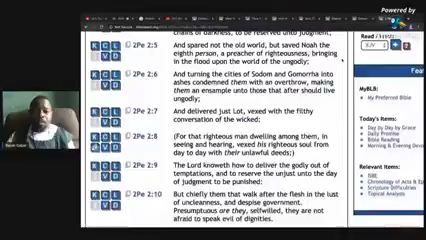 Powered by
chains of darkness, to be reserved unto judgment;
K C L
V D
2Pe 2:5
And spared not the old world, but saved Noah the
eighth person, a preacher of righteousness, bringing
in the flood upon the world of the ungodly;
K C L
V D
2Pe 2:6
And turning the cities of Sodom and Gomorrha into
ashes condemned them with an overthrow, making
them an ensample unto those that after should live
ungodly;
K C L
V D
2Pe 2:7
And delivered just Lot, vexed with the filthy
conversation of the wicked:
K C L
V D
2Pe 2:8
(For that righteous man dwelling among them, in
seeing and hearing, vexed his righteous soul from
day to day with their unlawful deeds;)
K C L
V D
2Pe 2:9
The Lord knoweth how to deliver the godly out of
temptations, and to reserve the unjust unto the day
of judgment to be punished:
K C L
V D
2Pe 2:10
But chiefly them that walk after the flesh in the lust
of uncleanness, and despise government.
Presumptuous are they, selfwilled, they are not
afraid to speak evil of dignities.
KJV
My BLB:
My Preferred Bible
Today's Items:
Day by Day by Grace
Daily Promise
Bible Reading
Morning & Evening Devo
Relevant Items:
ISBE
Chronology of Acts & Ep
Scripture Difficulties
Topical Analysis